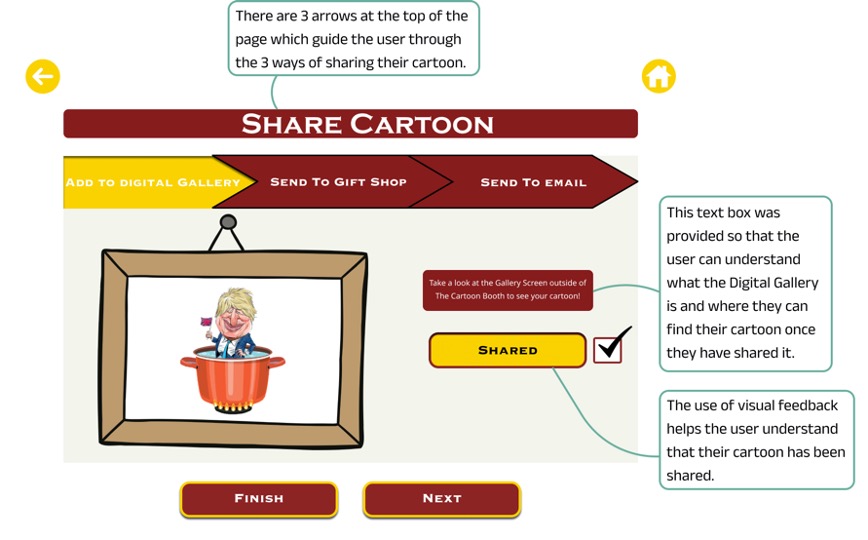 There are 3 arrows at the top of the
page which guide the user through
the 3 ways of sharing their cartoon.
Share Cartoon
Add to digital Gallery
Send To Gift Shop
Send To email
Take a look at the Gallery Screen outside of
The Cartoon Booth to see your cartoon!
Shared
This text box was
provided so that the
user can understand
what the Digital Gallery
is and where they can
find their cartoon once
they have shared it.
The use of visual feedback
helps the user understand
that their cartoon has been
shared.
Finish
Next